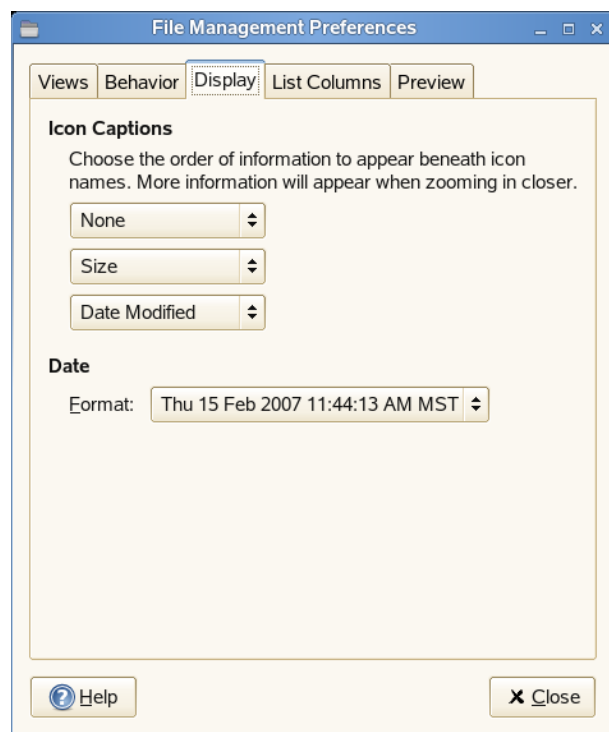 File Management Preferences
Views Behavior Display List Columns Preview
Icon Captions
Choose the order of information to appear beneath icon
names. More information will appear when zooming in closer.
None
Size
Date Modified
Date
Format: Thu 15 Feb 2007 11:44:13 AM MST
Help Close